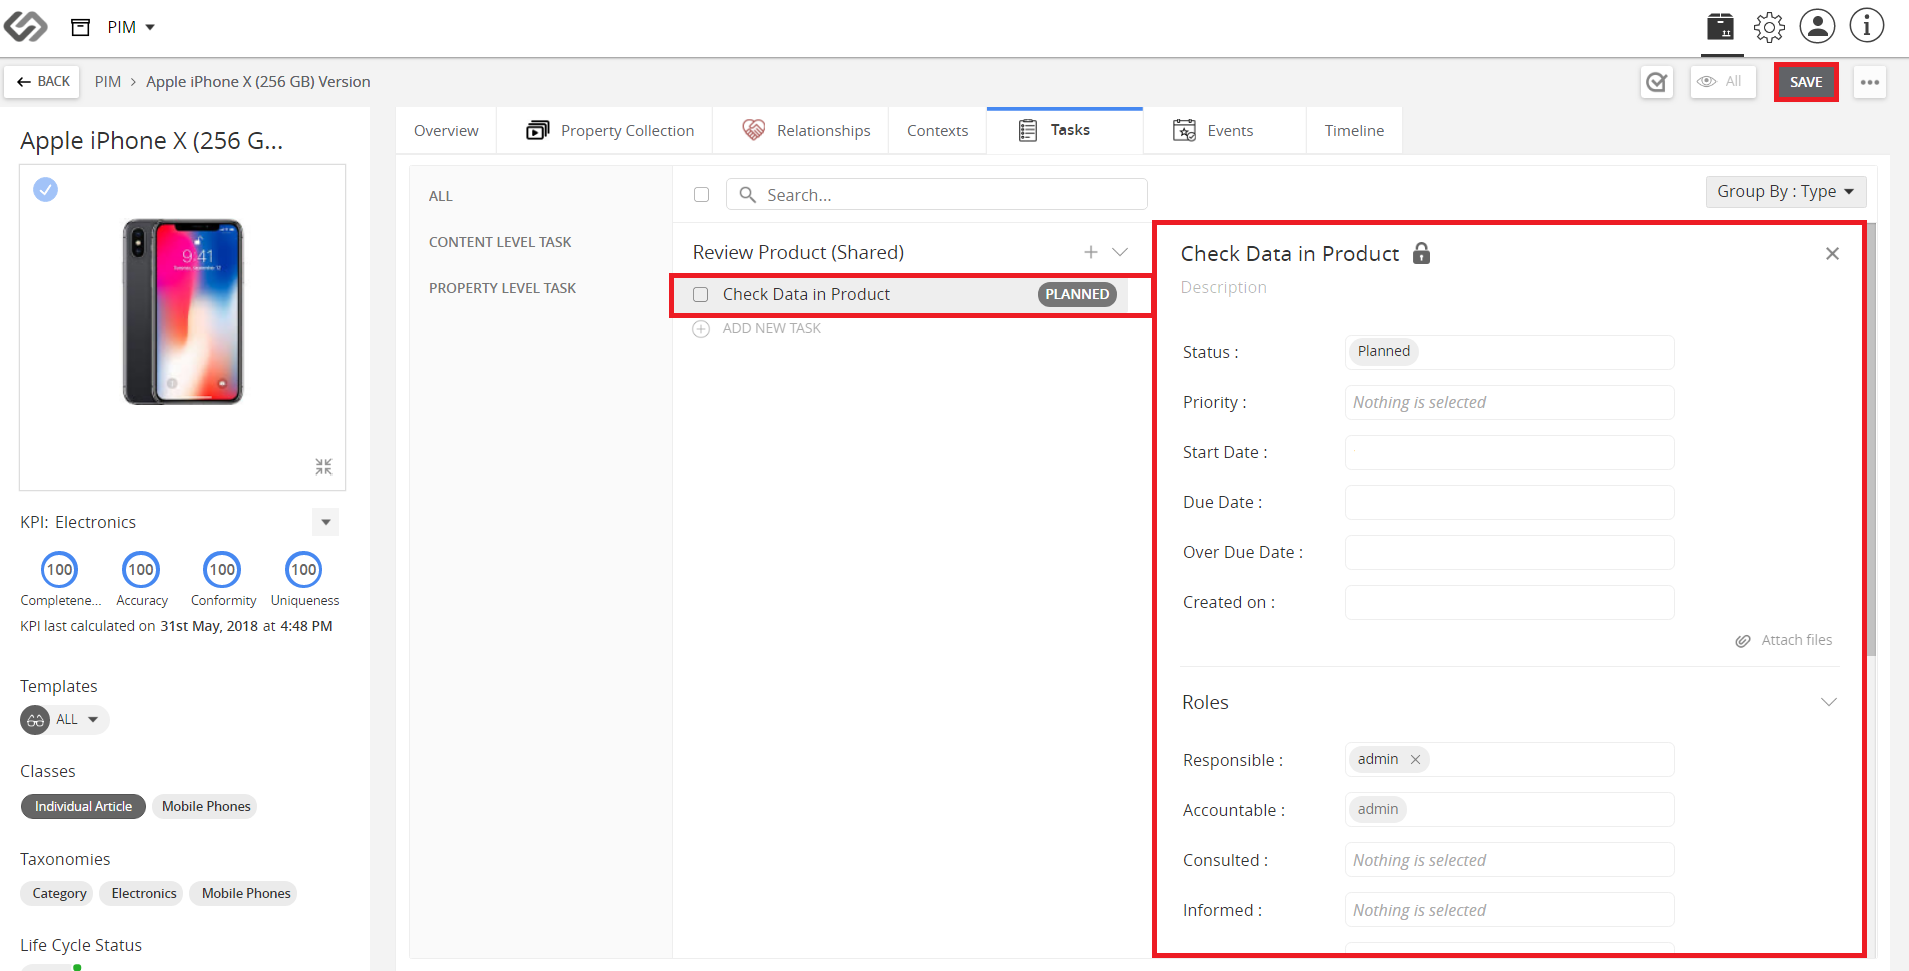 PIM
BACK PIM > Apple iPhone X (256 GB) Version All SAVE
Overview Property Collection Relationships Contexts Tasks Events Timeline
Apple iPhone X (256 G...
9:41
KPI: Electronics
100 100 100 100
Completene... Accuracy Conformity Uniqueness
KPI last calculated on 31st May, 2018 at 4:48 PM
Templates
ALL
Classes
Individual Article Mobile Phones
Taxonomies
Category Electronics Mobile Phones
Life Cycle Status
ALL
CONTENT LEVEL TASK
PROPERTY LEVEL TASK
Search...
Group By : Type
Review Product (Shared)
Check Data in Product PLANNED
ADD NEW TASK
Check Data in Product
Description
Status : Planned
Priority : Nothing is selected
Start Date :
Due Date :
Over Due Date :
Created on :
Attach files
Roles
Responsible : admin
Accountable : admin
Consulted : Nothing is selected
Informed : Nothing is selected